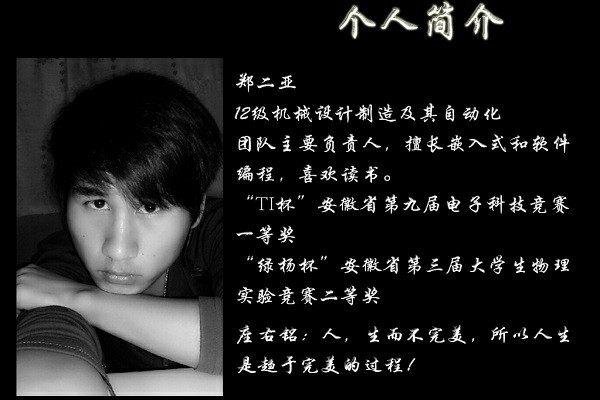 个人简介
郑二亚
12级机械设计制造及其自动化
团队主要负责人，擅长嵌入式和软件
编程，喜欢读书。
“TI杯”安徽省第九届电子科技竞赛
一等奖
“绿杨杯”安徽省第三届大学生物理
实验竞赛二等奖
座右铭：人，生而不完美，所以人生
是趋于完美的过程！